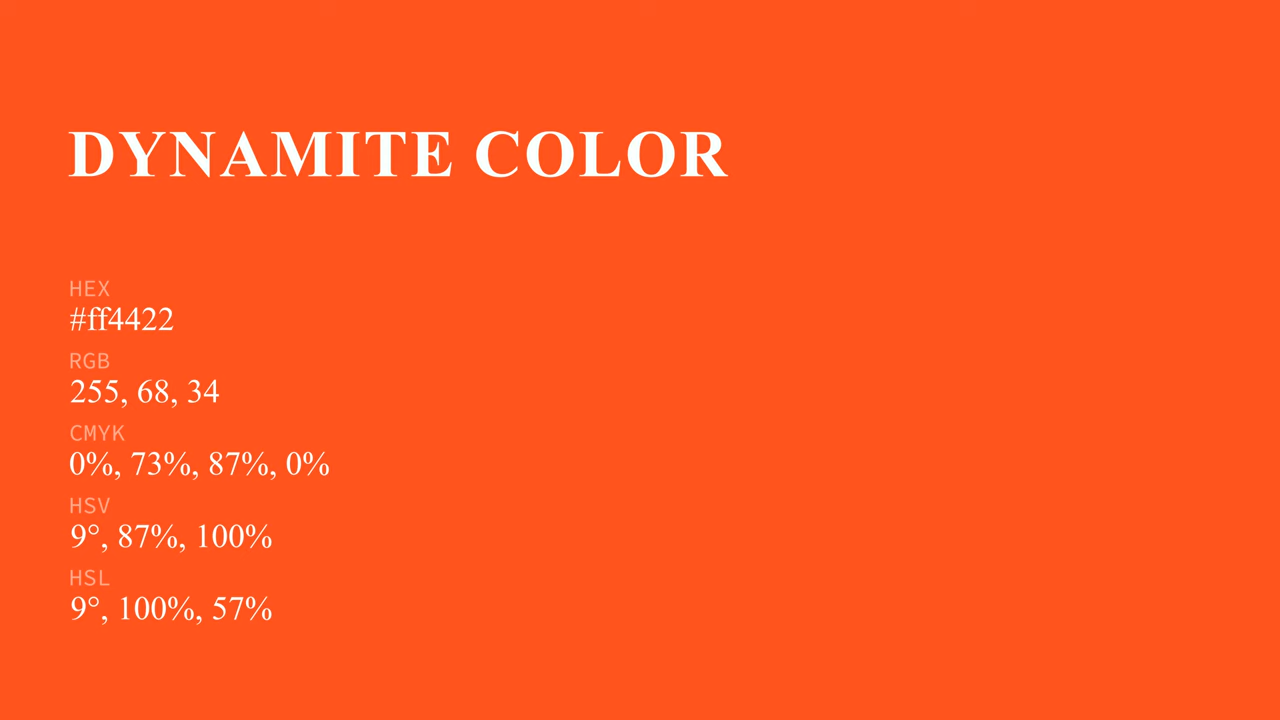 DYNAMITE COLOR
HEX
#ff4422
RGB
255, 68, 34
CMYK
0%, 73%, 87%, 0%
HSV
9°, 87%, 100%
HSL
9°, 100%, 57%